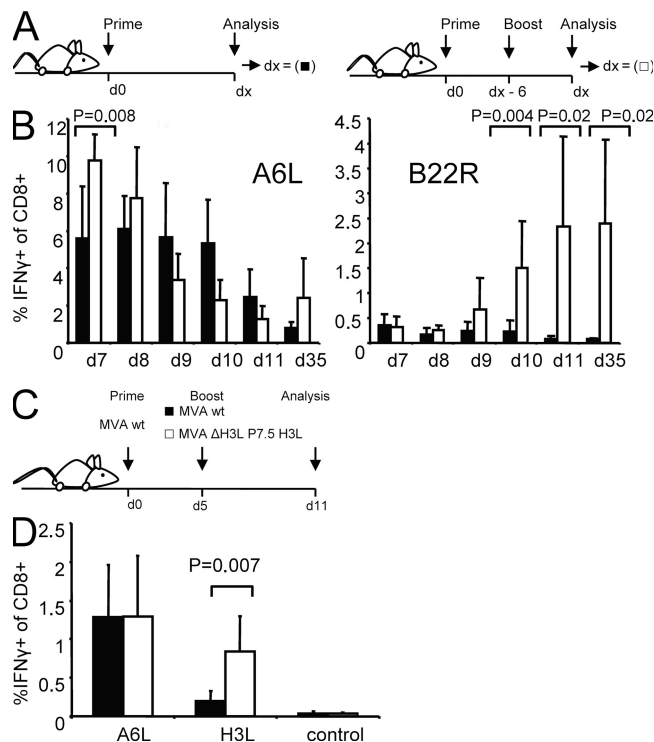 A
Prime
Analysis
dx = (■)
d0
dx
Prime
Boost
Analysis
dx = (□)
d0
dx - 6
dx
B
P=0.008
12
10
8
6
4
2
0
% IFNγ+ of CD8+
A6L
d7 d8 d9 d10 d11 d35
P=0.004
P=0.02
P=0.02
4.5
4
3.5
3
2.5
2
1.5
1
0.5
0
B22R
d7 d8 d9 d10 d11 d35
C
Prime
Boost
Analysis
MVA wt
■ MVA wt
□ MVA ΔH3L P7.5 H3L
d0
d5
d11
D
2.5
2
1.5
1
0.5
0
%IFNγ+ of CD8+
P=0.007
A6L H3L control